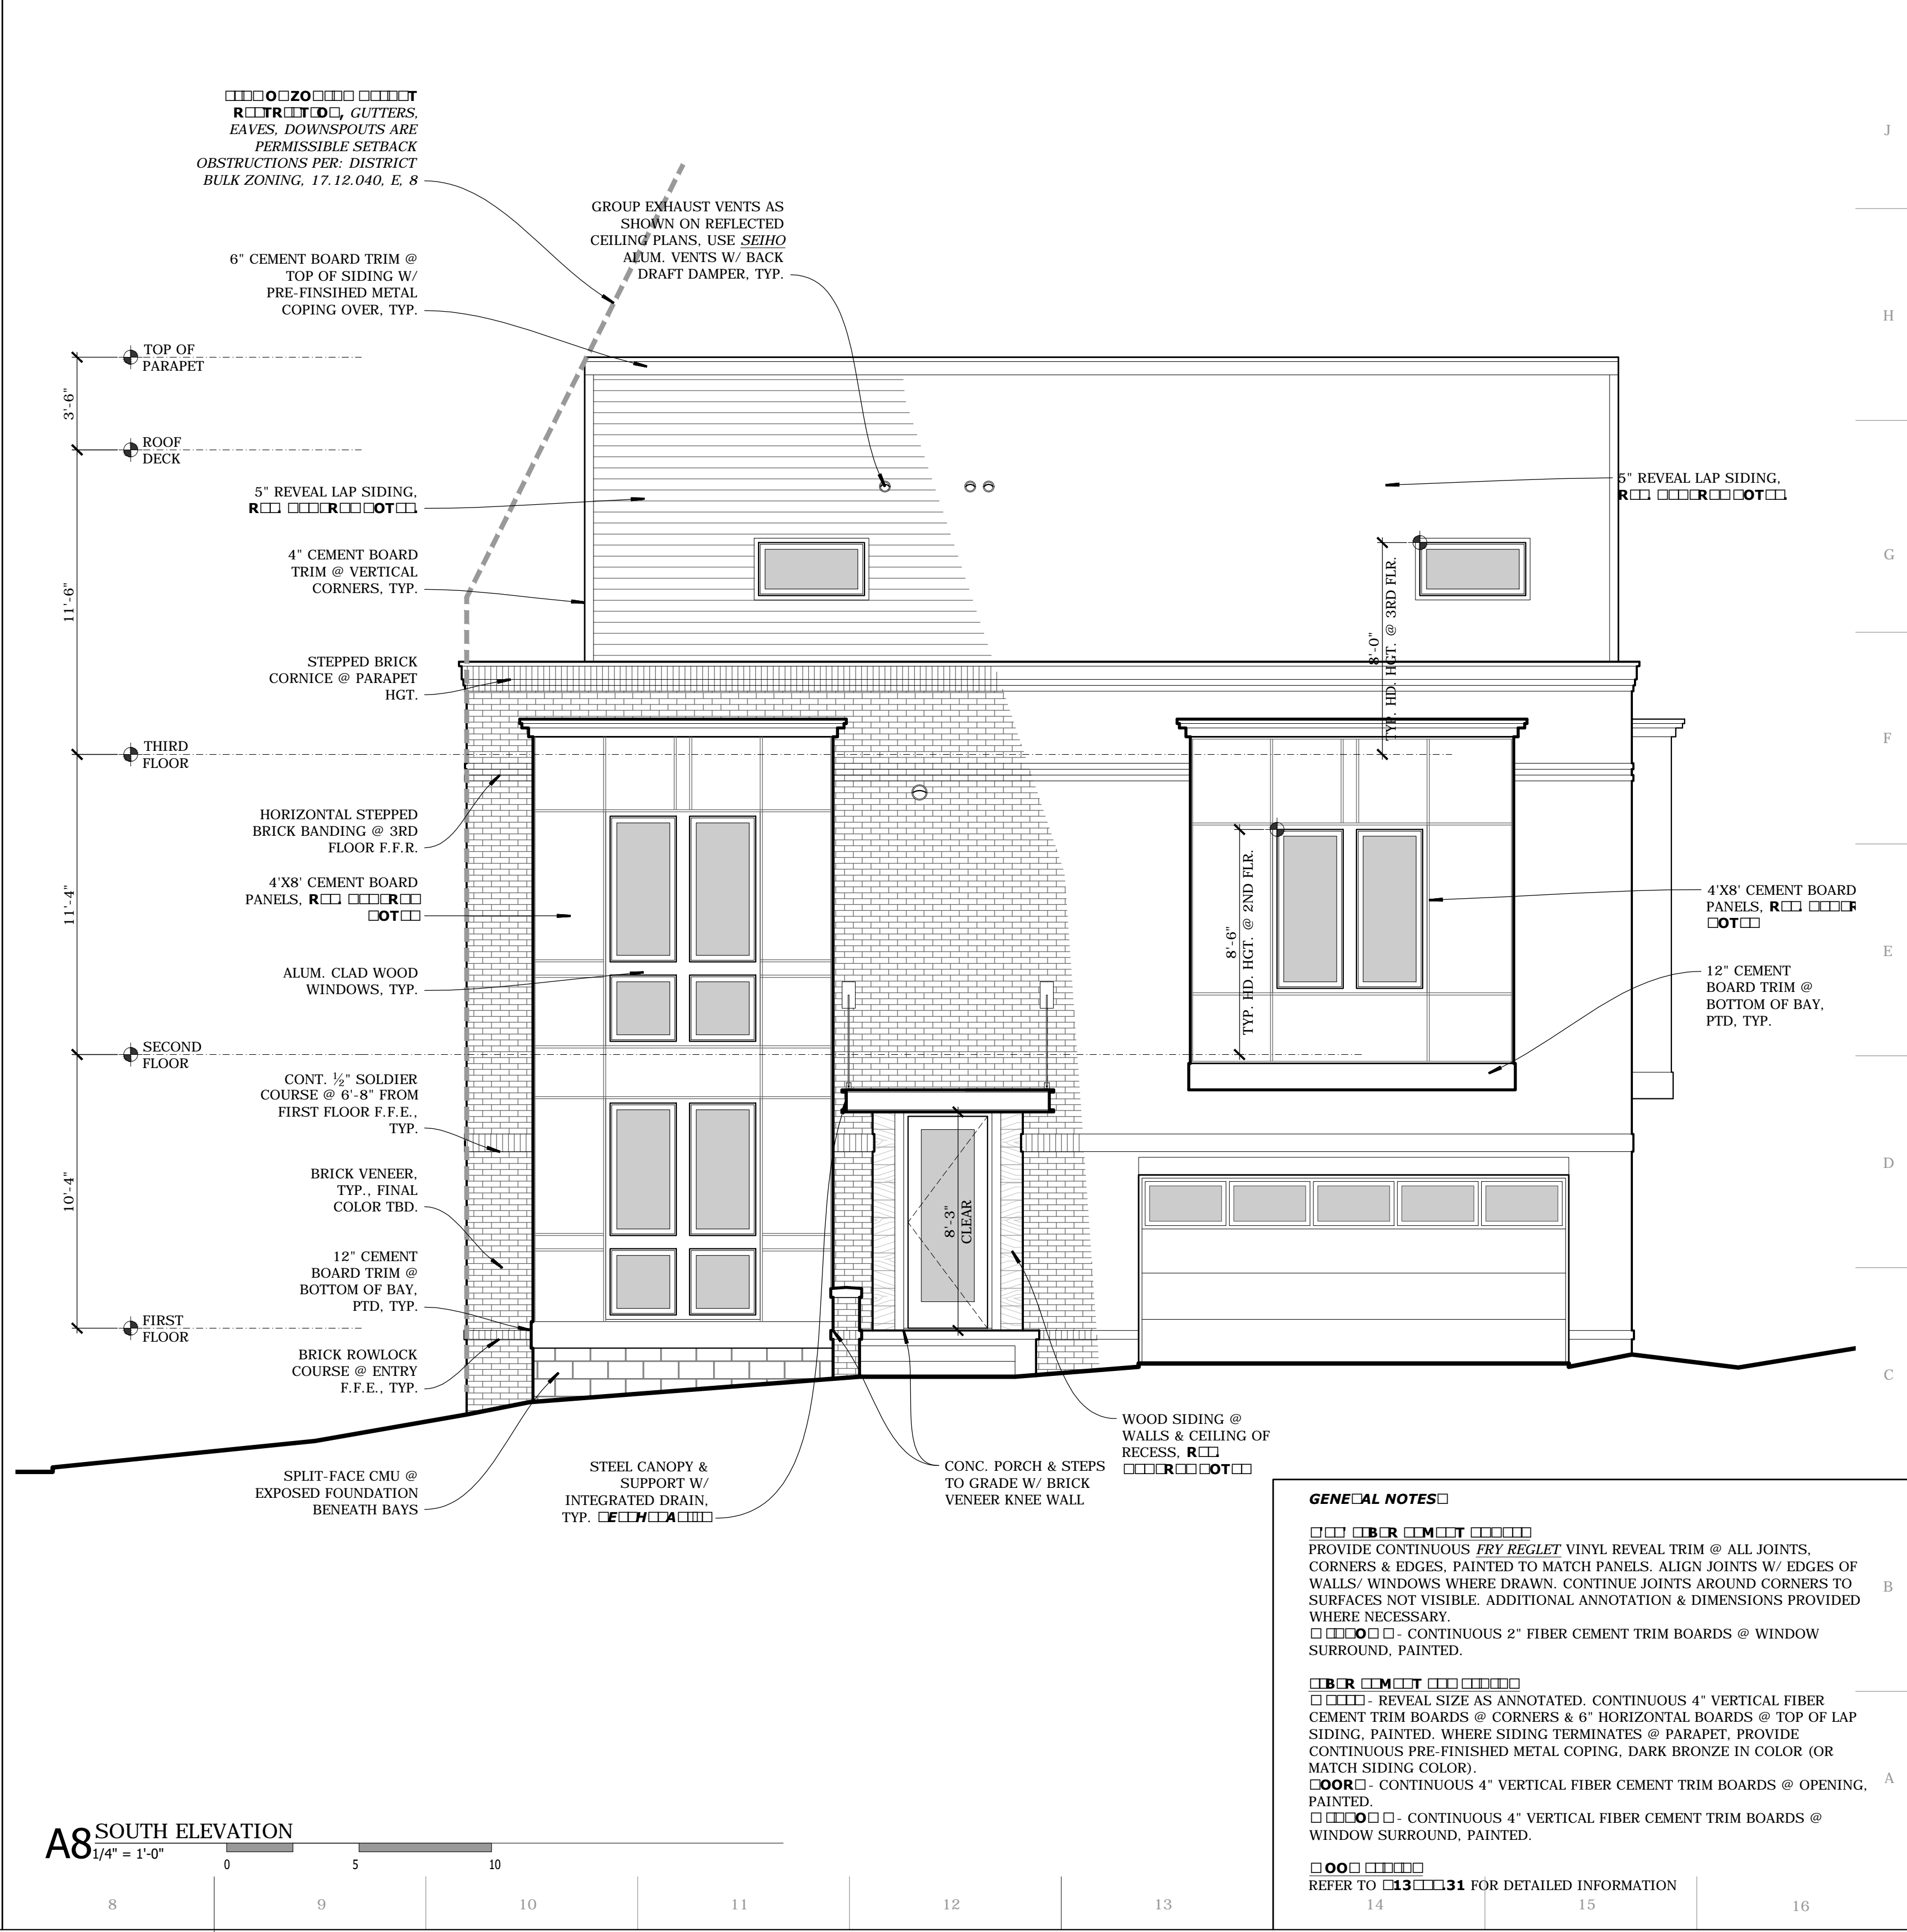 GUTTERS,
EAVES, DOWNSPOUTS ARE
PERMISSIBLE SETBACK
OBSTRUCTIONS PER: DISTRICT
BULK ZONING, 17.12.040, E, 8
GROUP EXHAUST VENTS AS
SHOWN ON REFLECTED
CEILING PLANS, USE SEIHO
ALUM. VENTS W/ BACK
DRAFT DAMPER, TYP.
6" CEMENT BOARD TRIM @
TOP OF SIDING W/
PRE-FINSIHED METAL
COPING OVER, TYP.
TOP OF
PARAPET
3'-6"
ROOF
DECK
5" REVEAL LAP SIDING,
5" REVEAL LAP SIDING,
4" CEMENT BOARD
TRIM @ VERTICAL
CORNERS, TYP.
11'-6"
8'-0"
TYP. HD. HGT. @ 3RD FLR.
STEPPED BRICK
CORNICE @ PARAPET
HGT.
THIRD
FLOOR
HORIZONTAL STEPPED
BRICK BANDING @ 3RD
FLOOR F.F.R.
4'X8' CEMENT BOARD
PANELS,
11'-4"
8'-6"
TYP. HD. HGT. @ 2ND FLR.
4'X8' CEMENT BOARD
PANELS,
ALUM. CLAD WOOD
WINDOWS, TYP.
12" CEMENT
BOARD TRIM @
BOTTOM OF BAY,
PTD, TYP.
SECOND
FLOOR
CONT. ½" SOLDIER
COURSE @ 6'-8" FROM
FIRST FLOOR F.F.E.,
TYP.
BRICK VENEER,
TYP., FINAL
COLOR TBD.
10'-4"
8'-3"
CLEAR
12" CEMENT
BOARD TRIM @
BOTTOM OF BAY,
PTD, TYP.
FIRST
FLOOR
BRICK ROWLOCK
COURSE @ ENTRY
F.F.E., TYP.
SPLIT-FACE CMU @
EXPOSED FOUNDATION
BENEATH BAYS
STEEL CANOPY &
SUPPORT W/
INTEGRATED DRAIN,
TYP.
CONC. PORCH & STEPS
TO GRADE W/ BRICK
VENEER KNEE WALL
WOOD SIDING @
WALLS & CEILING OF
RECESS,
PROVIDE CONTINUOUS FRY REGLET VINYL REVEAL TRIM @ ALL JOINTS,
CORNERS & EDGES, PAINTED TO MATCH PANELS. ALIGN JOINTS W/ EDGES OF
WALLS/ WINDOWS WHERE DRAWN. CONTINUE JOINTS AROUND CORNERS TO
SURFACES NOT VISIBLE. ADDITIONAL ANNOTATION & DIMENSIONS PROVIDED
WHERE NECESSARY.
- CONTINUOUS 2" FIBER CEMENT TRIM BOARDS @ WINDOW
SURROUND, PAINTED.
- REVEAL SIZE AS ANNOTATED. CONTINUOUS 4" VERTICAL FIBER
CEMENT TRIM BOARDS @ CORNERS & 6" HORIZONTAL BOARDS @ TOP OF LAP
SIDING, PAINTED. WHERE SIDING TERMINATES @ PARAPET, PROVIDE
CONTINUOUS PRE-FINISHED METAL COPING, DARK BRONZE IN COLOR (OR
MATCH SIDING COLOR).
- CONTINUOUS 4" VERTICAL FIBER CEMENT TRIM BOARDS @ OPENING,
PAINTED.
- CONTINUOUS 4" VERTICAL FIBER CEMENT TRIM BOARDS @
WINDOW SURROUND, PAINTED.
REFER TO FOR DETAILED INFORMATION
A8 SOUTH ELEVATION
1/4" = 1'-0"
0 5 10
8 9 10 11 12 13 14 15 16
J
H
G
F
E
D
C
B
A